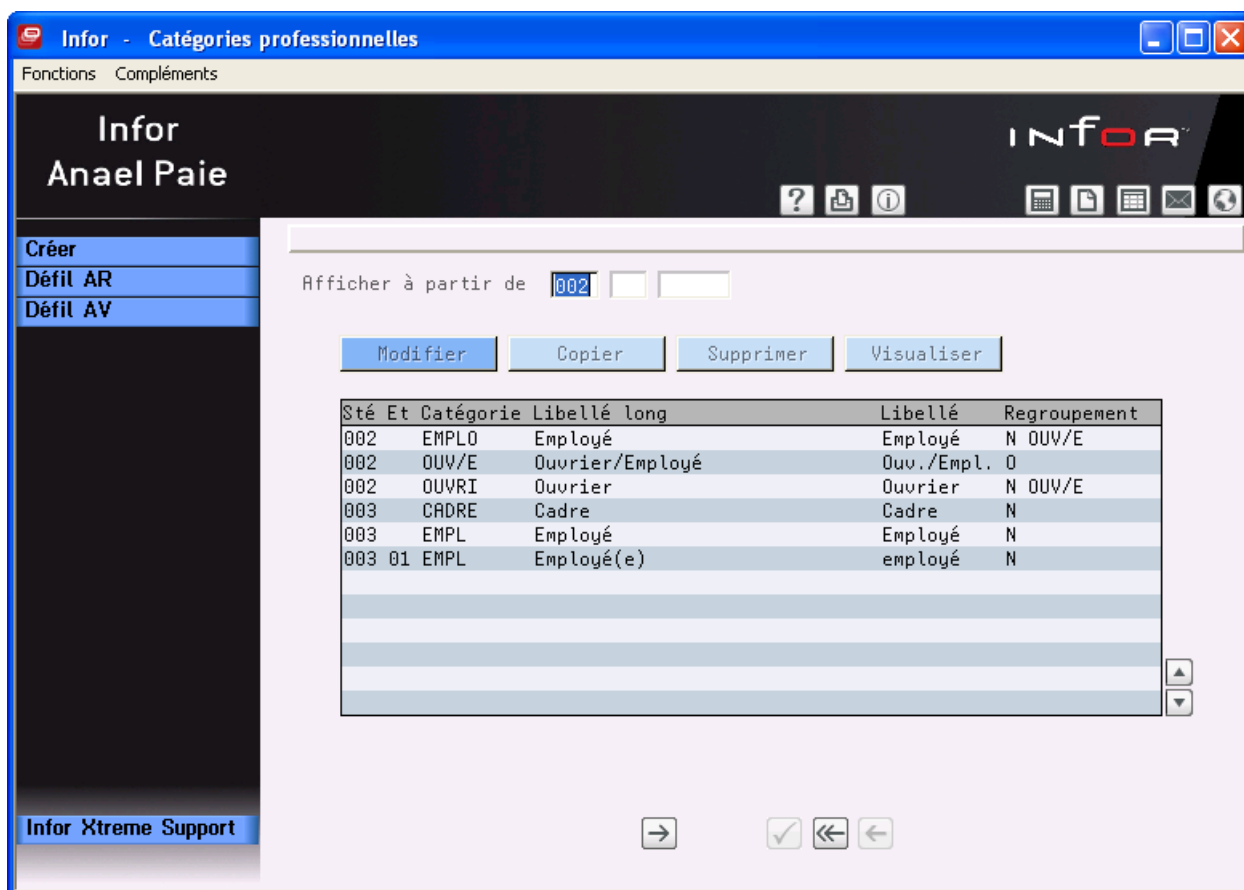 Infor - Catégories professionnelles
Fonctions Compléments
Infor
Anael Paie
INfOR
Créer
Défil AR
Défil AV
Afficher à partir de 002
Modifier Copier Supprimer Visualiser
Sté Et Catégorie Libellé long Libellé Regroupement
002 EMPLO Employé Employé N OUV/E
002 OUV/E Ouvrier/Employé Ouv./Empl. O
002 OUVRI Ouvrier Ouvrier N OUV/E
003 CADRE Cadre Cadre N
003 EMPL Employé Employé N
003 01 EMPL Employé(e) employé N
Infor Xtreme Support